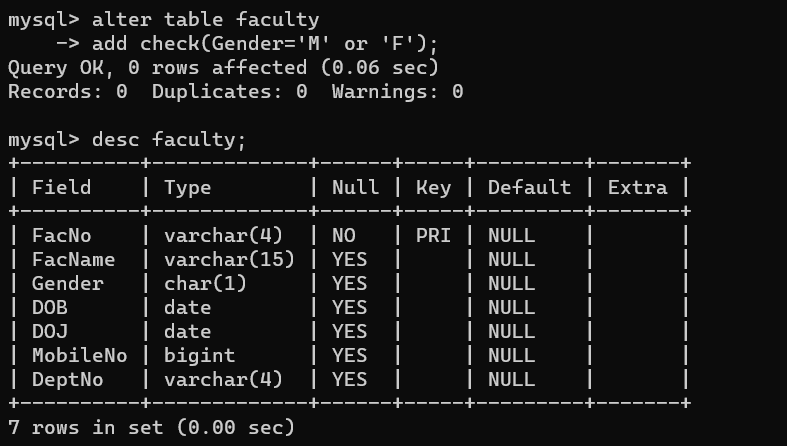 mysql> alter table faculty
    -> add check(Gender='M' or 'F');
Query OK, 0 rows affected (0.06 sec)
Records: 0  Duplicates: 0  Warnings: 0

mysql> desc faculty;
+----------+-------------+------+-----+---------+-------+
| Field    | Type        | Null | Key | Default | Extra |
+----------+-------------+------+-----+---------+-------+
| FacNo    | varchar(4)  | NO   | PRI | NULL    |       |
| FacName  | varchar(15) | YES  |     | NULL    |       |
| Gender   | char(1)     | YES  |     | NULL    |       |
| DOB      | date        | YES  |     | NULL    |       |
| DOJ      | date        | YES  |     | NULL    |       |
| MobileNo | bigint      | YES  |     | NULL    |       |
| DeptNo   | varchar(4)  | YES  |     | NULL    |       |
+----------+-------------+------+-----+---------+-------+
7 rows in set (0.00 sec)